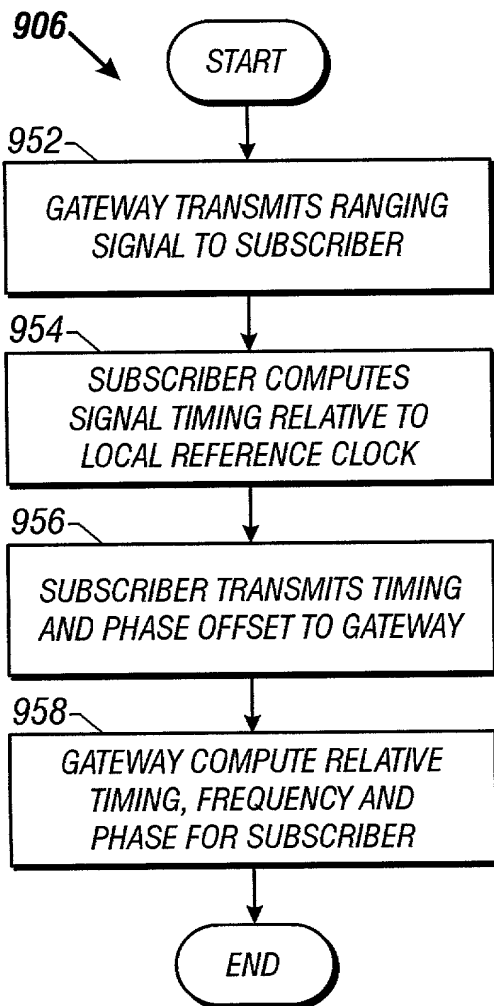 906
START
952
GATEWAY TRANSMITS RANGING
SIGNAL TO SUBSCRIBER
954
SUBSCRIBER COMPUTES
SIGNAL TIMING RELATIVE TO
LOCAL REFERENCE CLOCK
956
SUBSCRIBER TRANSMITS TIMING
AND PHASE OFFSET TO GATEWAY
958
GATEWAY COMPUTE RELATIVE
TIMING, FREQUENCY AND
PHASE FOR SUBSCRIBER
END